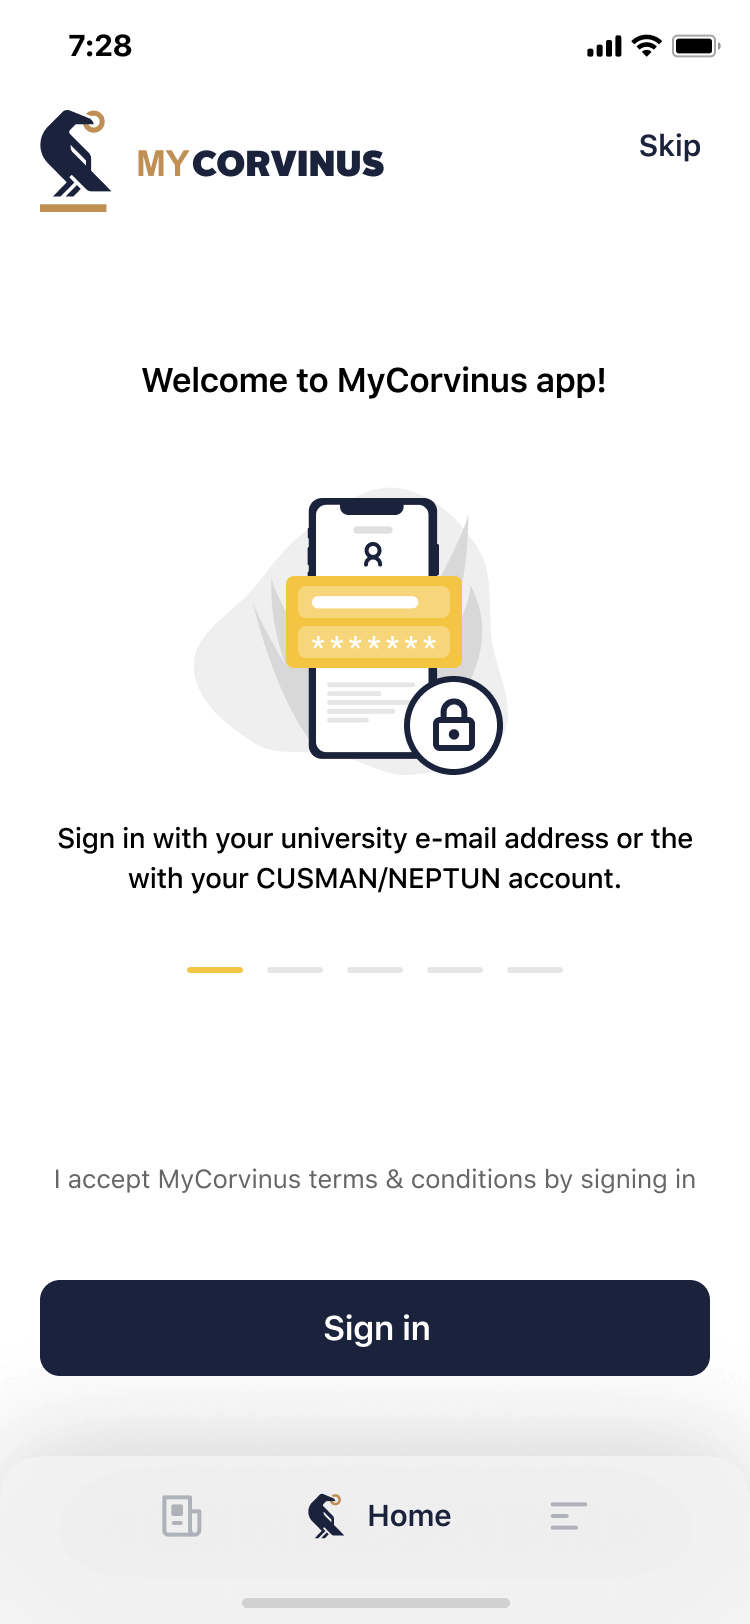 7:28
MYCORVINUS
Skip
Welcome to MyCorvinus app!
*******
Sign in with your university e-mail address or the
with your CUSMAN/NEPTUN account.
I accept MyCorvinus terms & conditions by signing in
Sign in
Home